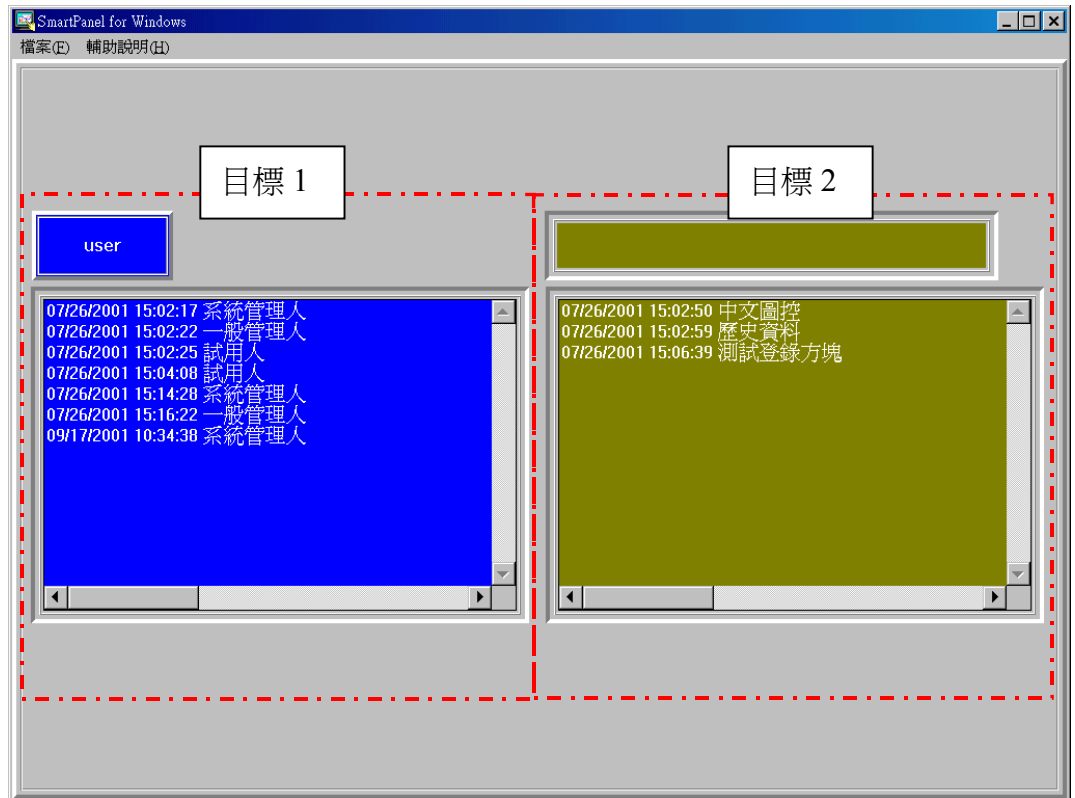 SmartPanel for Windows
檔案(F) 輔助說明(H)
目標 1
目標 2
user
07/26/2001 15:02:17 系統管理人
07/26/2001 15:02:22 一般管理人
07/26/2001 15:02:25 試用人
07/26/2001 15:04:08 試用人
07/26/2001 15:14:28 系統管理人
07/26/2001 15:16:22 一般管理人
09/17/2001 10:34:38 系統管理人
07/26/2001 15:02:50 中文圖控
07/26/2001 15:02:59 歷史資料
07/26/2001 15:06:39 測試登錄方塊